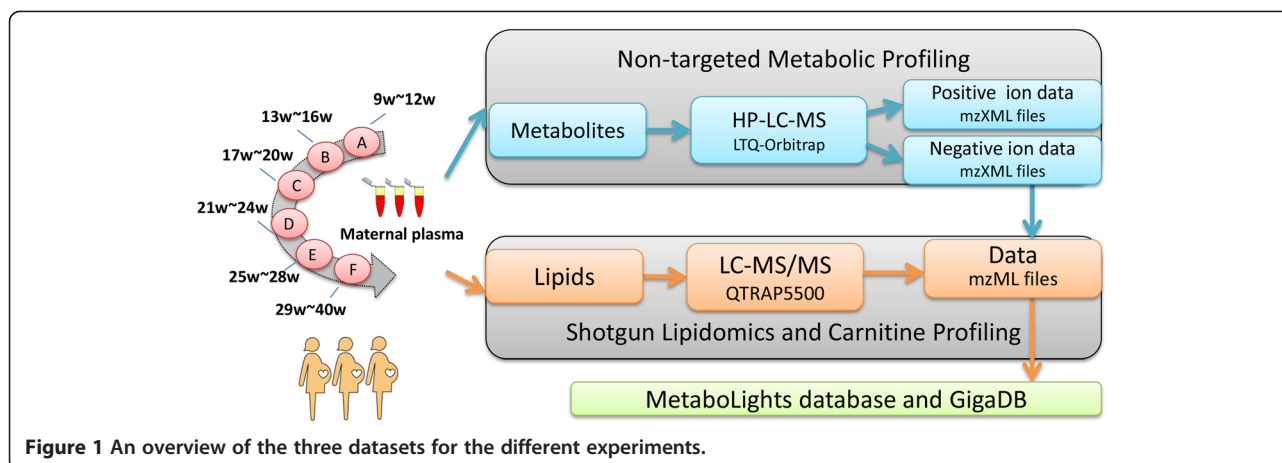 Non-targeted Metabolic Profiling
9w~12w
13w~16w
17w~20w
21w~24w
25w~28w
29w~40w
A
B
C
D
E
F
Maternal plasma
Metabolites
HP-LC-MS
LTQ-Orbitrap
Positive ion data
mzXML files
Negative ion data
mzXML files
Lipids
LC-MS/MS
QTRAP5500
Data
mzML files
Shotgun Lipidomics and Carnitine Profiling
MetaboLights database and GigaDB
Figure 1 An overview of the three datasets for the different experiments.